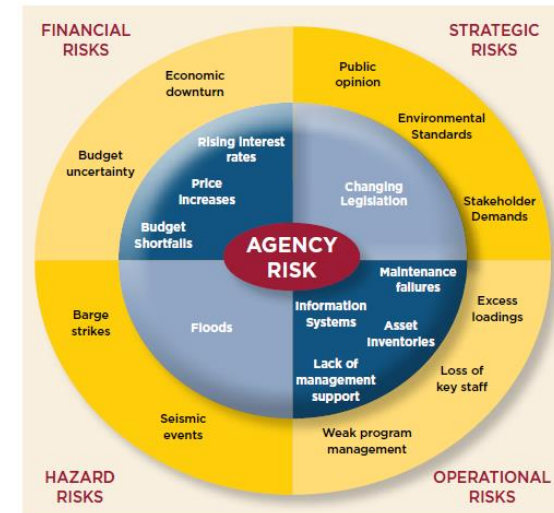 FINANCIAL
RISKS
STRATEGIC
RISKS
Economic
downturn
Public
opinion
Budget
uncertainty
Environmental
Standards
Rising interest
rates
Price
Increases
Budget
Shortfalls
Changing
Legislation
Stakeholder
Demands
AGENCY
RISK
Barge
strikes
Floods
Seismic
events
Maintenance
failures
Information
Systems
Asset
Inventories
Lack of
management
support
Excess
loadings
Loss of
key staff
Weak program
management
HAZARD
RISKS
OPERATIONAL
RISKS